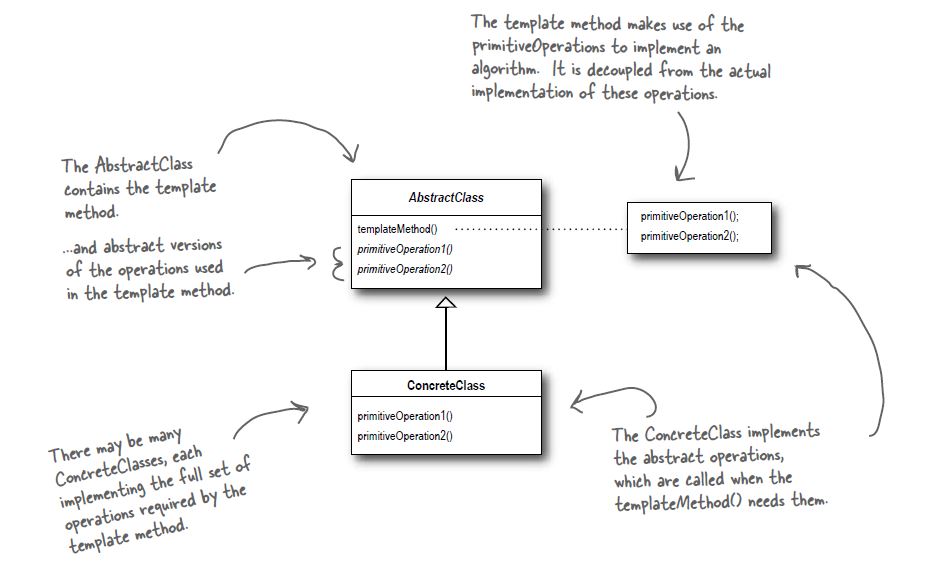 The template method makes use of the
primitiveOperations to implement an
algorithm. It is decoupled from the actual
implementation of these operations.
The AbstractClass
contains the template
method.
...and abstract versions
of the operations used
in the template method.
AbstractClass
templateMethod()
primitiveOperation1()
primitiveOperation2()
primitiveOperation1();
primitiveOperation2();
ConcreteClass
primitiveOperation1()
primitiveOperation2()
There may be many
ConcreteClasses, each
implementing the full set of
operations required by the
template method.
The ConcreteClass implements
the abstract operations,
which are called when the
templateMethod() needs them.